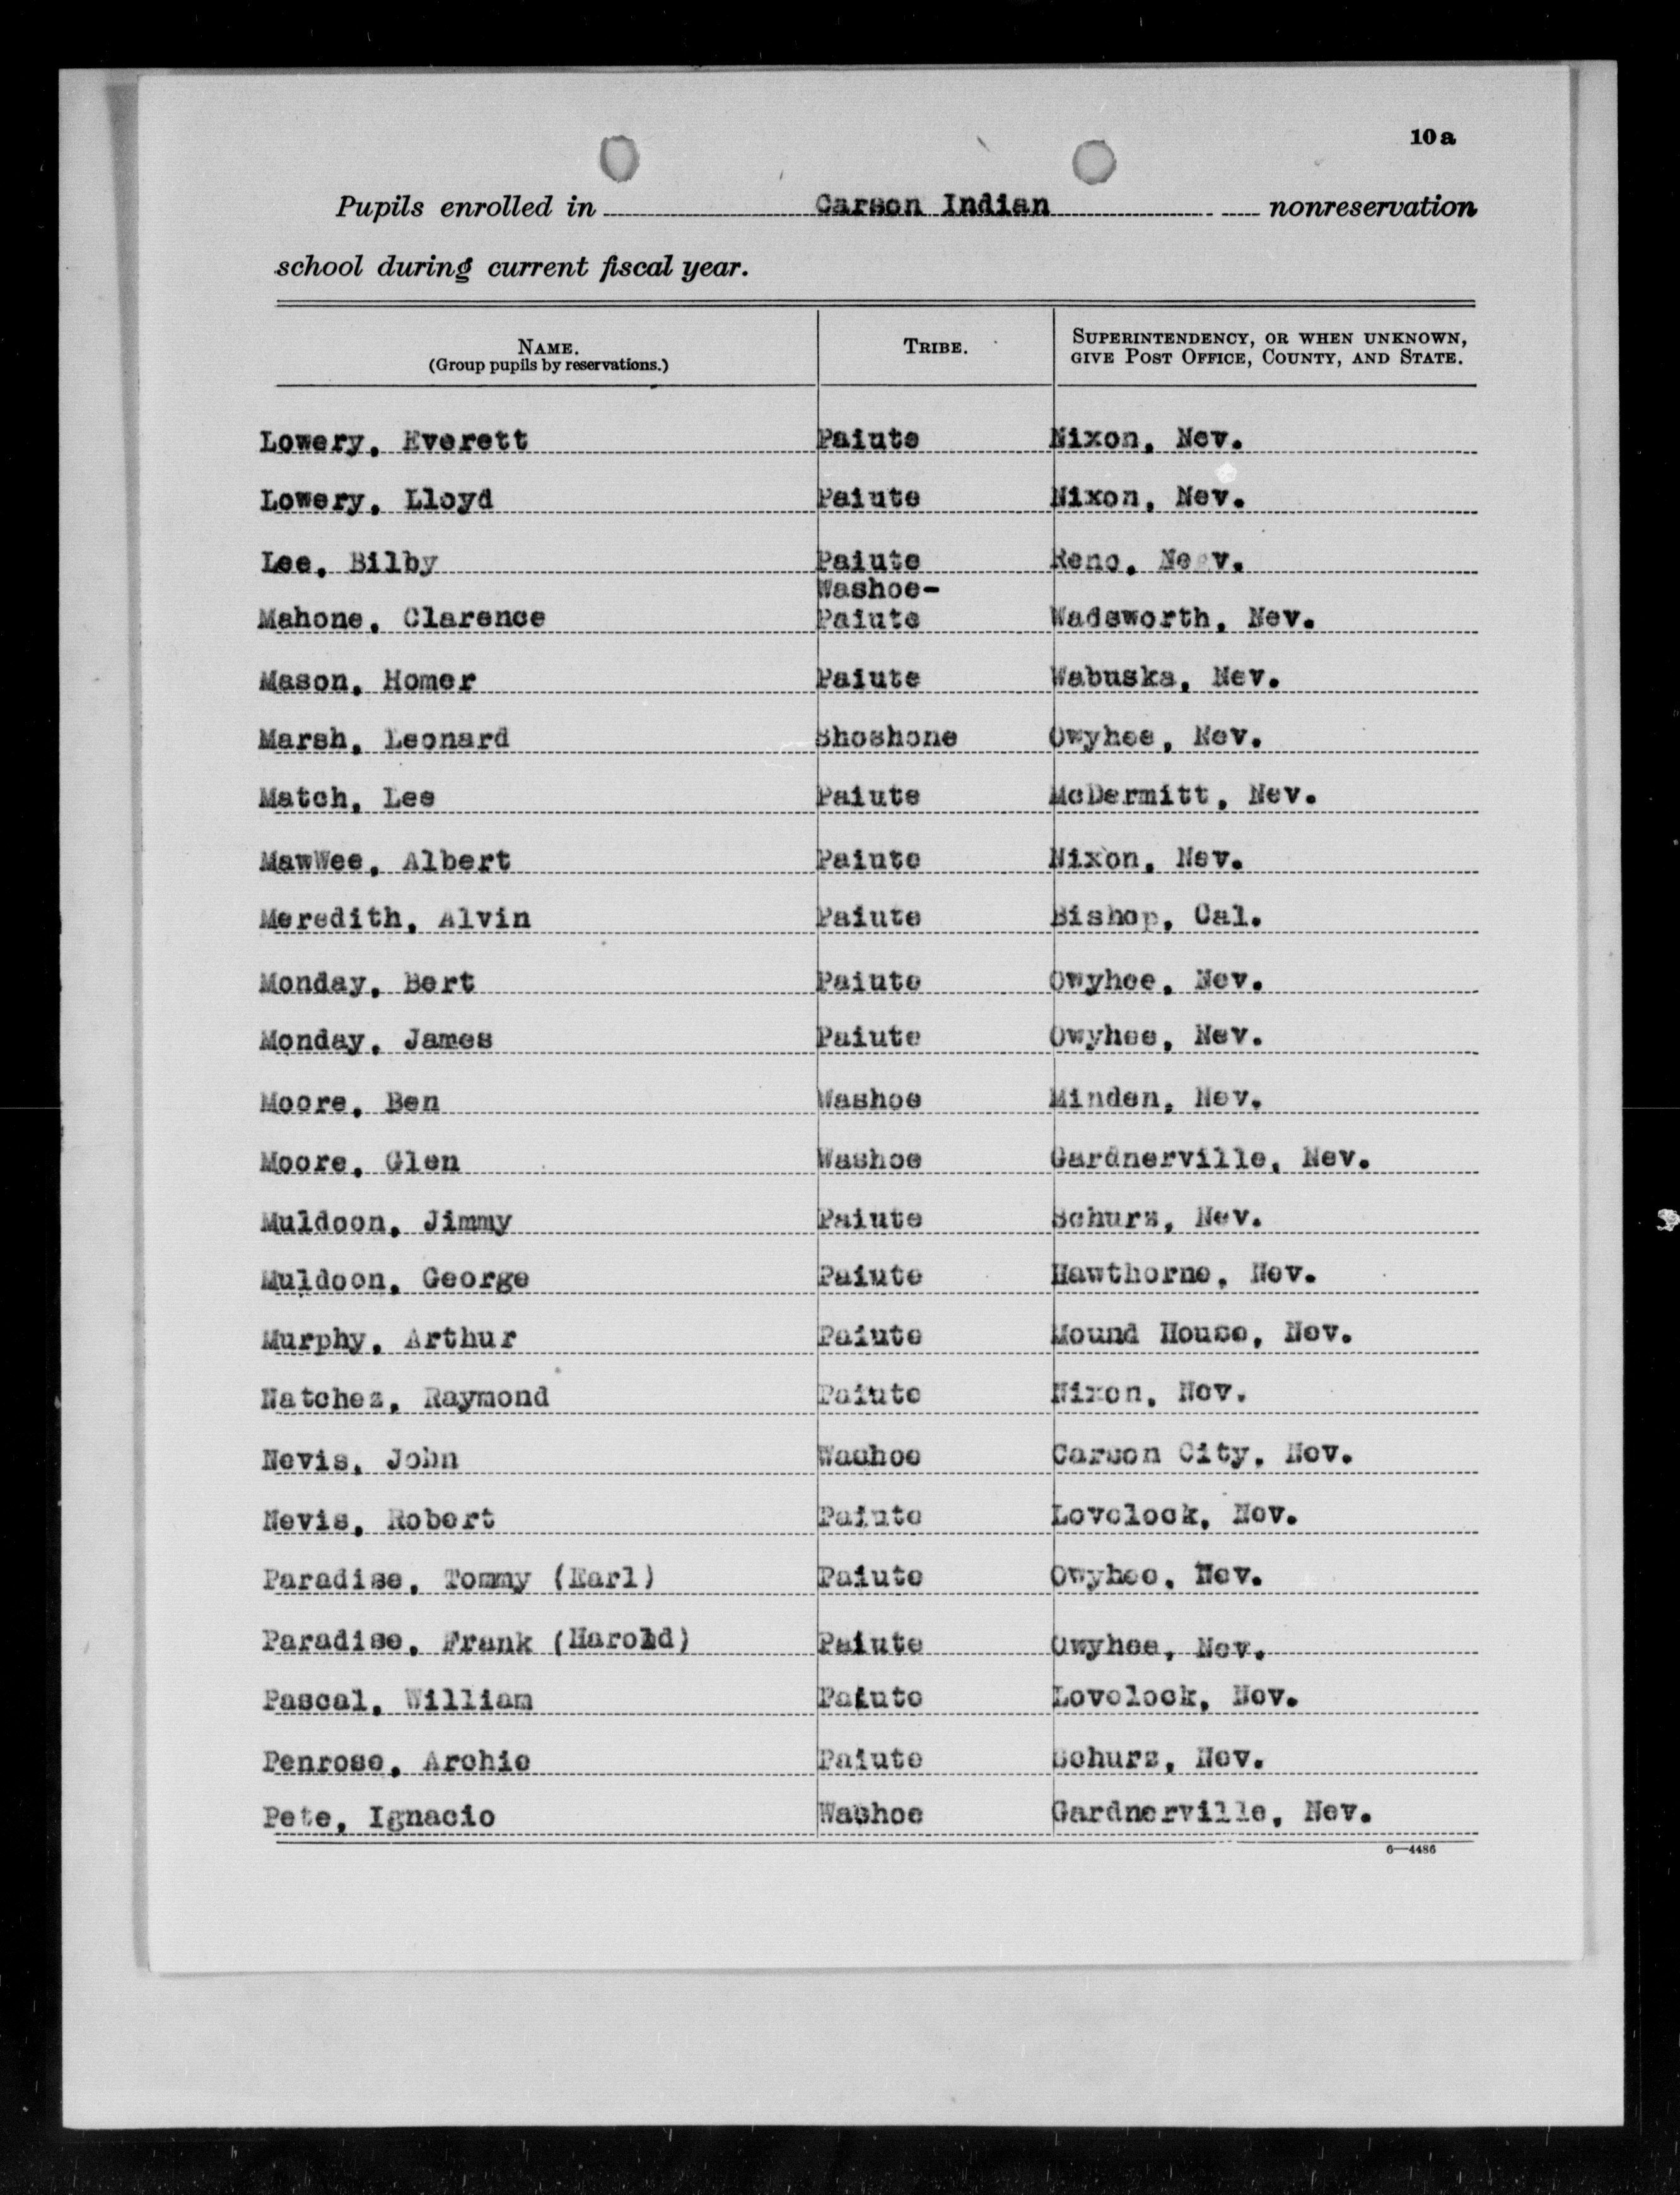 10 a
Pupils enrolled in Carson Indian nonreservation
school during current fiscal year.
NAME. TRIBE. SUPERINTENDENCY, OR WHEN UNKNOWN,
(Group pupils by reservations.) GIVE POST OFFICE, COUNTY, AND STATE.
Lowery, Everett Paiute Nixon, Nev.
Lowery, Lloyd Paiute Nixon, Nev.
Lee, Bilby Paiute Reno, Neev.
Washoe-
Mahone, Clarence Paiute Wadsworth, Nev.
Mason, Homer Paiute Wabuska, Nev.
Marsh, Leonard Shoshone Owyhee, Nev.
Match, Lee Paiute McDermitt, Nev.
MawWee, Albert Paiute Nixon, Nev.
Meredith, Alvin Paiute Bishop, Cal.
Monday, Bert Paiute Owyhee, Nev.
Monday, James Paiute Owyhee, Nev.
Moore, Ben Washoe Minden, Nev.
Moore, Glen Washoe Gardnerville, Nev.
Muldoon, Jimmy Paiute Schurz, Nev.
Muldoon, George Paiute Hawthorne, Nev.
Murphy, Arthur Paiute Mound House, Nev.
Natchez, Raymond Paiute Nixon, Nev.
Nevis, John Washoe Carson City, Nev.
Nevis, Robert Paiute Lovelock, Nev.
Paradise, Tommy (Earl) Paiute Owyhee, Nev.
Paradise, Frank (Harold) Paiute Owyhee, Nev.
Pascal, William Paiute Lovelock, Nev.
Penrose, Archie Paiute Schurz, Nev.
Pete, Ignacio Washoe Gardnerville, Nev.
6—4486